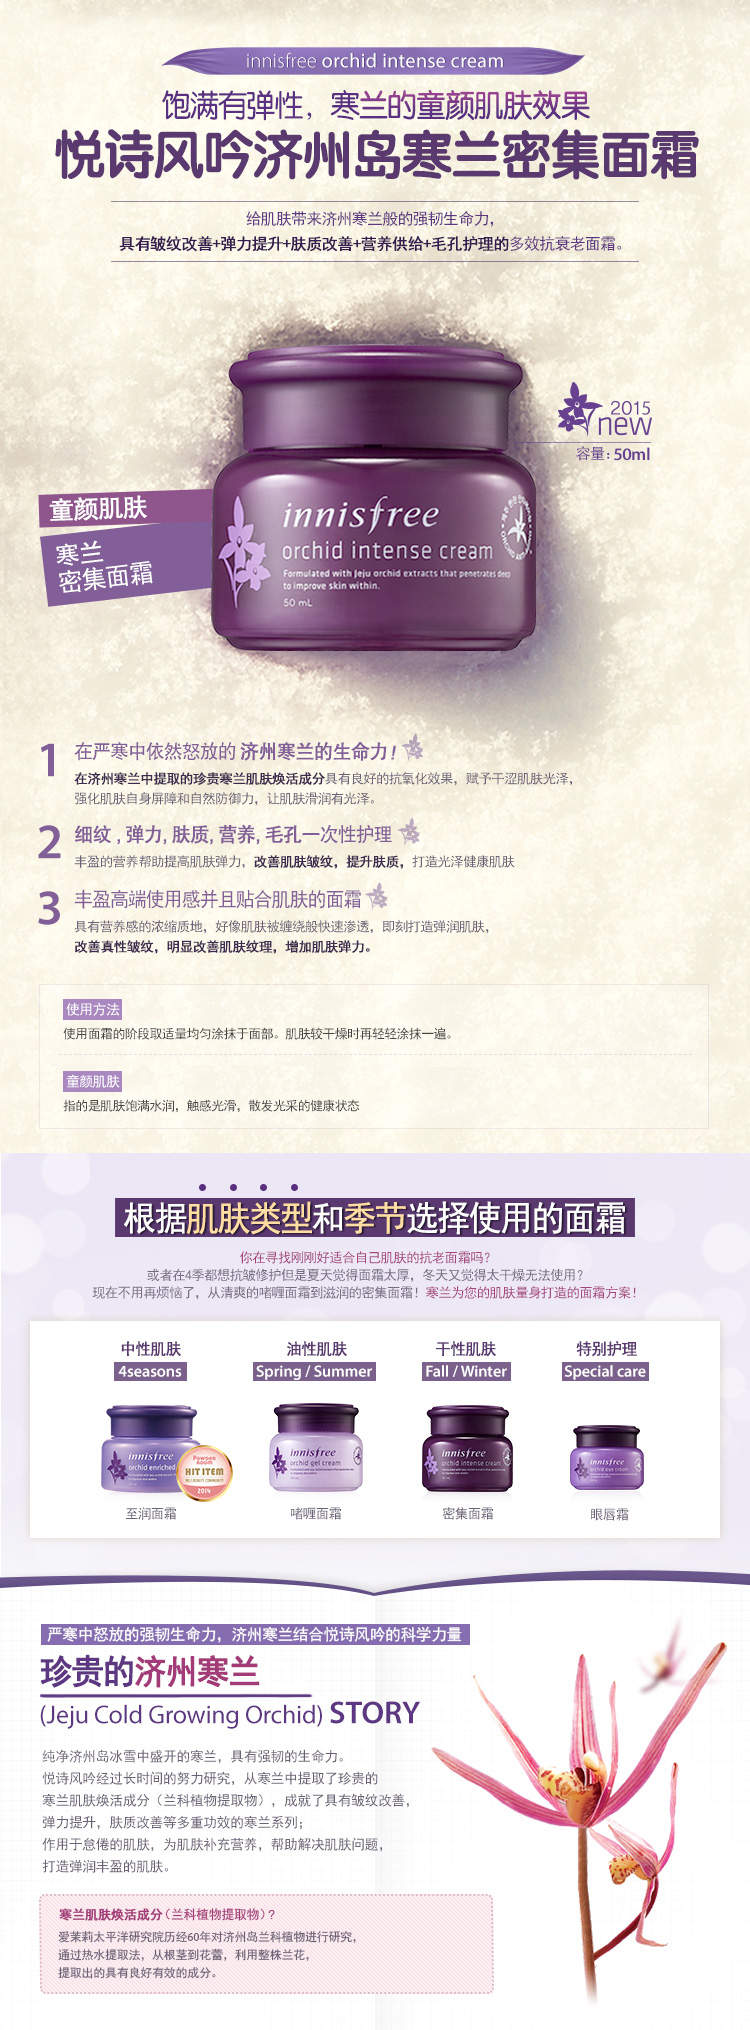 innisfree orchid intense cream
饱满有弹性，寒兰的童颜肌肤效果
悦诗风吟济州岛寒兰密集面霜
给肌肤带来济州寒兰般的强韧生命力，
具有皱纹改善+弹力提升+肤质改善+营养供给+毛孔护理的多效抗衰老面霜。
2015
new
容量：50ml
童颜肌肤
寒兰
密集面霜
innisfree
orchid intense cream
Formulated with Jeju orchid extracts that penetrates deep
to improve skin within.
50 mL
1 在严寒中依然怒放的 济州寒兰的生命力！
在济州寒兰中提取的珍贵寒兰肌肤焕活成分具有良好的抗氧化效果，赋予干涩肌肤光泽，
强化肌肤自身屏障和自然防御力，让肌肤滑润有光泽。
2 细纹 , 弹力, 肤质, 营养, 毛孔一次性护理
丰盈的营养帮助提高肌肤弹力，改善肌肤皱纹，提升肤质，打造光泽健康肌肤
3 丰盈高端使用感并且贴合肌肤的面霜
具有营养感的浓缩质地，好像肌肤被缠绕般快速渗透，即刻打造弹润肌肤，
改善真性皱纹，明显改善肌肤纹理，增加肌肤弹力。
使用方法
使用面霜的阶段取适量均匀涂抹于面部。肌肤较干燥时再轻轻涂抹一遍。
童颜肌肤
指的是肌肤饱满水润，触感光滑，散发光采的健康状态
根据肌肤类型和季节选择使用的面霜
你在寻找刚刚好适合自己肌肤的抗老面霜吗？
或者在4季都想抗皱修护但是夏天觉得面霜太厚，冬天又觉得太干燥无法使用？
现在不用再烦恼了，从清爽的啫喱面霜到滋润的密集面霜！寒兰为您的肌肤量身打造的面霜方案！
中性肌肤 油性肌肤 干性肌肤 特别护理
4seasons Spring / Summer Fall / Winter Special care
innisfree
orchid enriched
POWDER
ROOM
HIT ITEM
2014
innisfree
orchid gel cream
innisfree
orchid intense cream
innisfree
orchid eye cream
至润面霜 啫喱面霜 密集面霜 眼唇霜
严寒中怒放的强韧生命力，济州寒兰结合悦诗风吟的科学力量
珍贵的济州寒兰
(Jeju Cold Growing Orchid) STORY
纯净济州岛冰雪中盛开的寒兰，具有强韧的生命力。
悦诗风吟经过长时间的努力研究，从寒兰中提取了珍贵的
寒兰肌肤焕活成分（兰科植物提取物），成就了具有皱纹改善，
弹力提升，肤质改善等多重功效的寒兰系列；
作用于怠倦的肌肤，为肌肤补充营养，帮助解决肌肤问题，
打造弹润丰盈的肌肤。
寒兰肌肤焕活成分（兰科植物提取物）？
爱茉莉太平洋研究院历经60年对济州岛兰科植物进行研究，
通过热水提取法，从根茎到花蕾，利用整株兰花，
提取出的具有良好有效的成分。